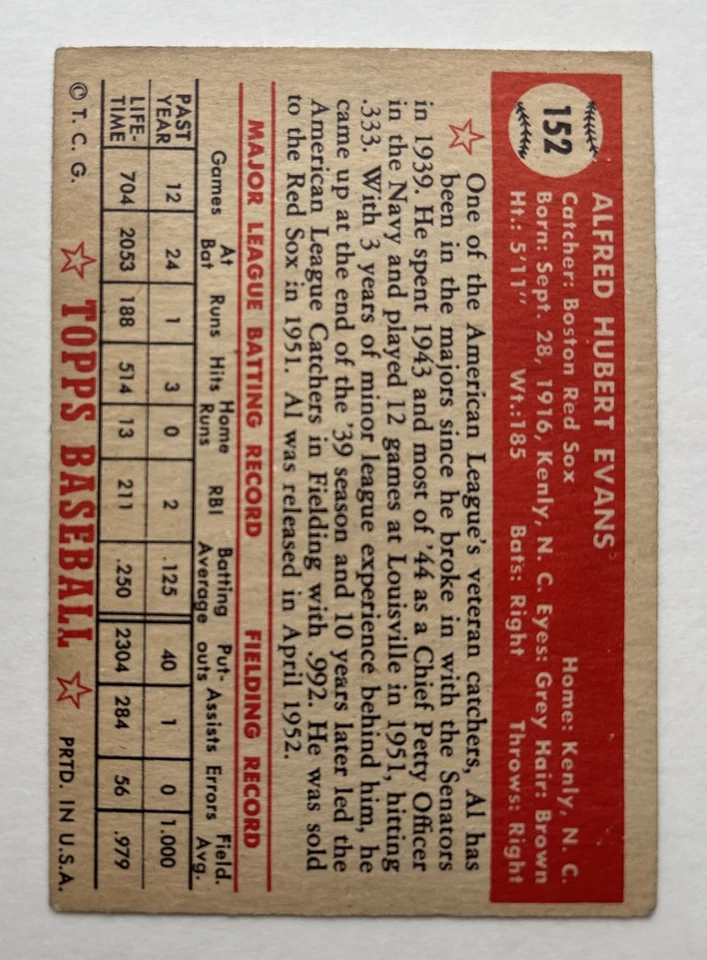 152
ALFRED HUBERT EVANS
Catcher: Boston Red Sox Home: Kenly, N. C.
Born: Sept. 28, 1916, Kenly, N. C. Eyes: Grey Hair: Brown
Ht.: 5'11" Wt.:185 Bats: Right Throws: Right
One of the American League's veteran catchers, Al has
been in the majors since he broke in with the Senators
in 1939. He spent 1943 and most of '44 as a Chief Petty Officer
in the Navy and played 12 games at Louisville in 1951, hitting
.333. With 3 years of minor league experience behind him, he
came up at the end of the '39 season and 10 years later led the
American League Catchers in Fielding with .992. He was sold
to the Red Sox in 1951. Al was released in April 1952.
MAJOR LEAGUE BATTING RECORD FIELDING RECORD
Games At Bat Runs Hits Home Runs RBI Batting Average Put-outs Assists Errors Field. Avg.
PAST YEAR 12 24 1 3 0 2 .125 40 1 0 1.000
LIFE-TIME 704 2053 188 514 13 211 .250 2304 284 56 .979
© T. C. G. TOPPS BASEBALL PRTD. IN U.S.A.